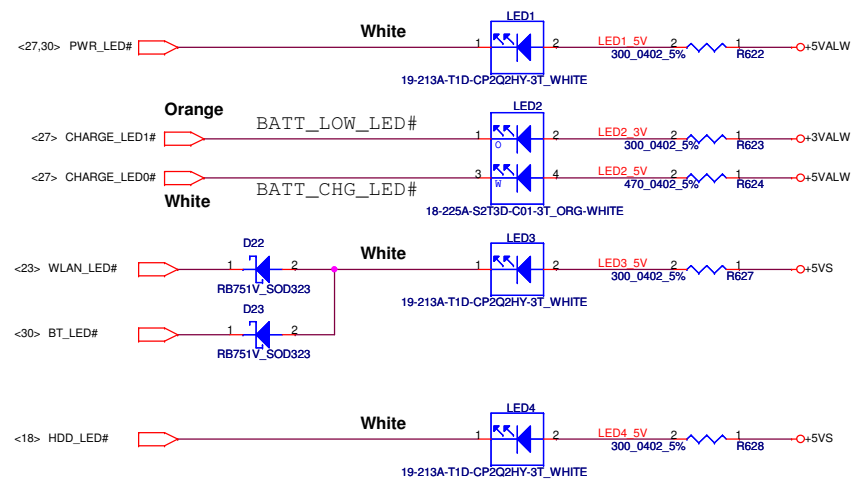 White LED1
<27,30> PWR_LED# 1 2 LED1_5V 2 1 +5VALW
300_0402_5% R622
19-213A-T1D-CP2Q2HY-3T_WHITE
Orange LED2
BATT_LOW_LED#
<27> CHARGE_LED1# 1 2 LED2_3V 2 1 +3VALW
O 300_0402_5% R623
<27> CHARGE_LED0# 3 4 LED2_5V 2 1 +5VALW
W 470_0402_5% R624
BATT_CHG_LED#
White
18-225A-S2T3D-C01-3T_ORG-WHITE
D22 White LED3
<23> WLAN_LED# 1 2 1 2 LED3_5V 2 1 +5VS
300_0402_5% R627
RB751V_SOD323
19-213A-T1D-CP2Q2HY-3T_WHITE
D23
<30> BT_LED# 1 2
RB751V_SOD323
White LED4
<18> HDD_LED# 1 2 LED4_5V 2 1 +5VS
300_0402_5% R628
19-213A-T1D-CP2Q2HY-3T_WHITE